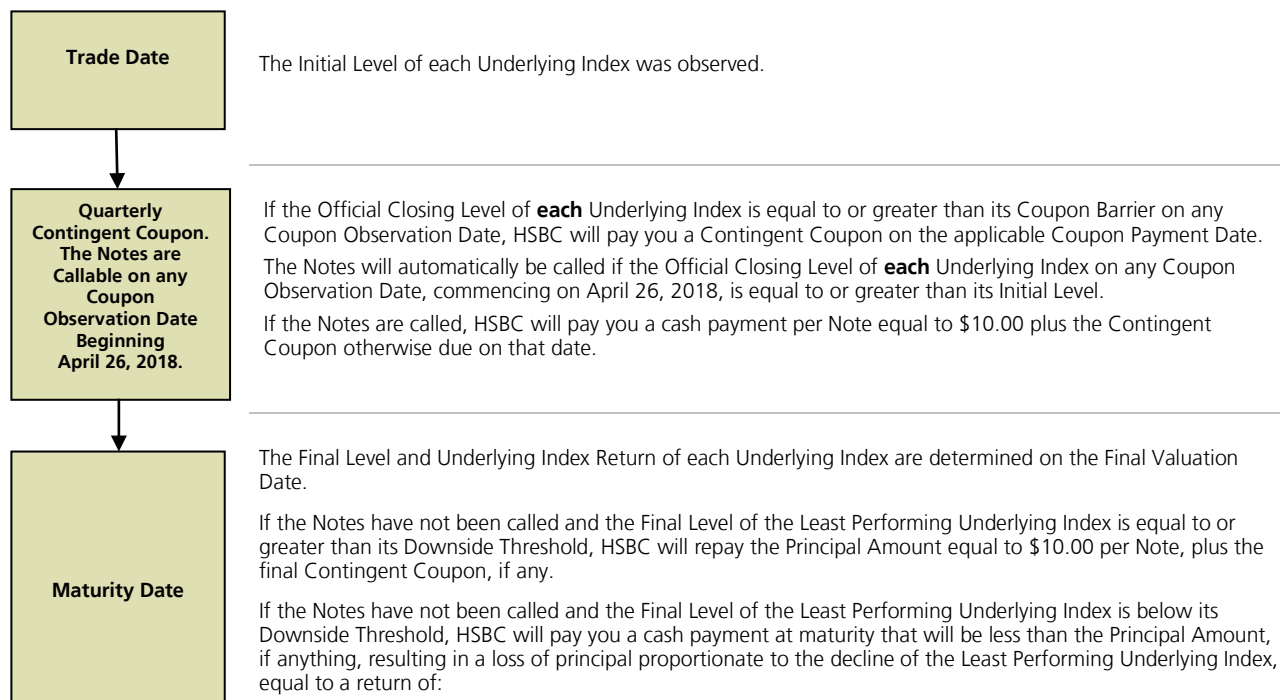 Trade Date
The Initial Level of each Underlying Index was observed.
Quarterly
Contingent Coupon.
The Notes are
Callable on any
Coupon
Observation Date
Beginning
April 26, 2018.
If the Official Closing Level of each Underlying Index is equal to or greater than its Coupon Barrier on any
Coupon Observation Date, HSBC will pay you a Contingent Coupon on the applicable Coupon Payment Date.
The Notes will automatically be called if the Official Closing Level of each Underlying Index on any Coupon
Observation Date, commencing on April 26, 2018, is equal to or greater than its Initial Level.
If the Notes are called, HSBC will pay you a cash payment per Note equal to $10.00 plus the Contingent
Coupon otherwise due on that date.
Maturity Date
The Final Level and Underlying Index Return of each Underlying Index are determined on the Final Valuation
Date.
If the Notes have not been called and the Final Level of the Least Performing Underlying Index is equal to or
greater than its Downside Threshold, HSBC will repay the Principal Amount equal to $10.00 per Note, plus the
final Contingent Coupon, if any.
If the Notes have not been called and the Final Level of the Least Performing Underlying Index is below its
Downside Threshold, HSBC will pay you a cash payment at maturity that will be less than the Principal Amount,
if anything, resulting in a loss of principal proportionate to the decline of the Least Performing Underlying Index,
equal to a return of: